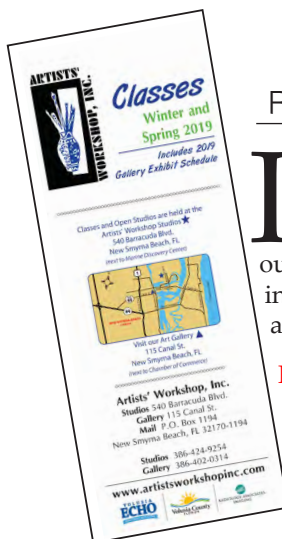 ARTISTS'
WORKSHOP, INC.
Classes
Winter and
Spring 2019
Includes 2019
Gallery Exhibit Schedule
Classes and Open Studios are held at the
Artists' Workshop Studios★
540 Barracuda Blvd.
New Smyrna Beach, FL
(next to Marine Discovery Center)
Visit our Art Gallery▲
115 Canal St.
New Smyrna Beach, FL
(next to Chamber of Commerce)
Artists' Workshop, Inc.
Studios 540 Barracuda Blvd.
Gallery 115 Canal St.
Mail P.O. Box 1194
New Smyrna Beach, FL 32170-1194
Studios 386-424-9254
Gallery 386-402-0314
www.artistsworkshopinc.com
VOLUSIA
ECHO
Volusia County
FLORIDA
F
I
ou
in
a